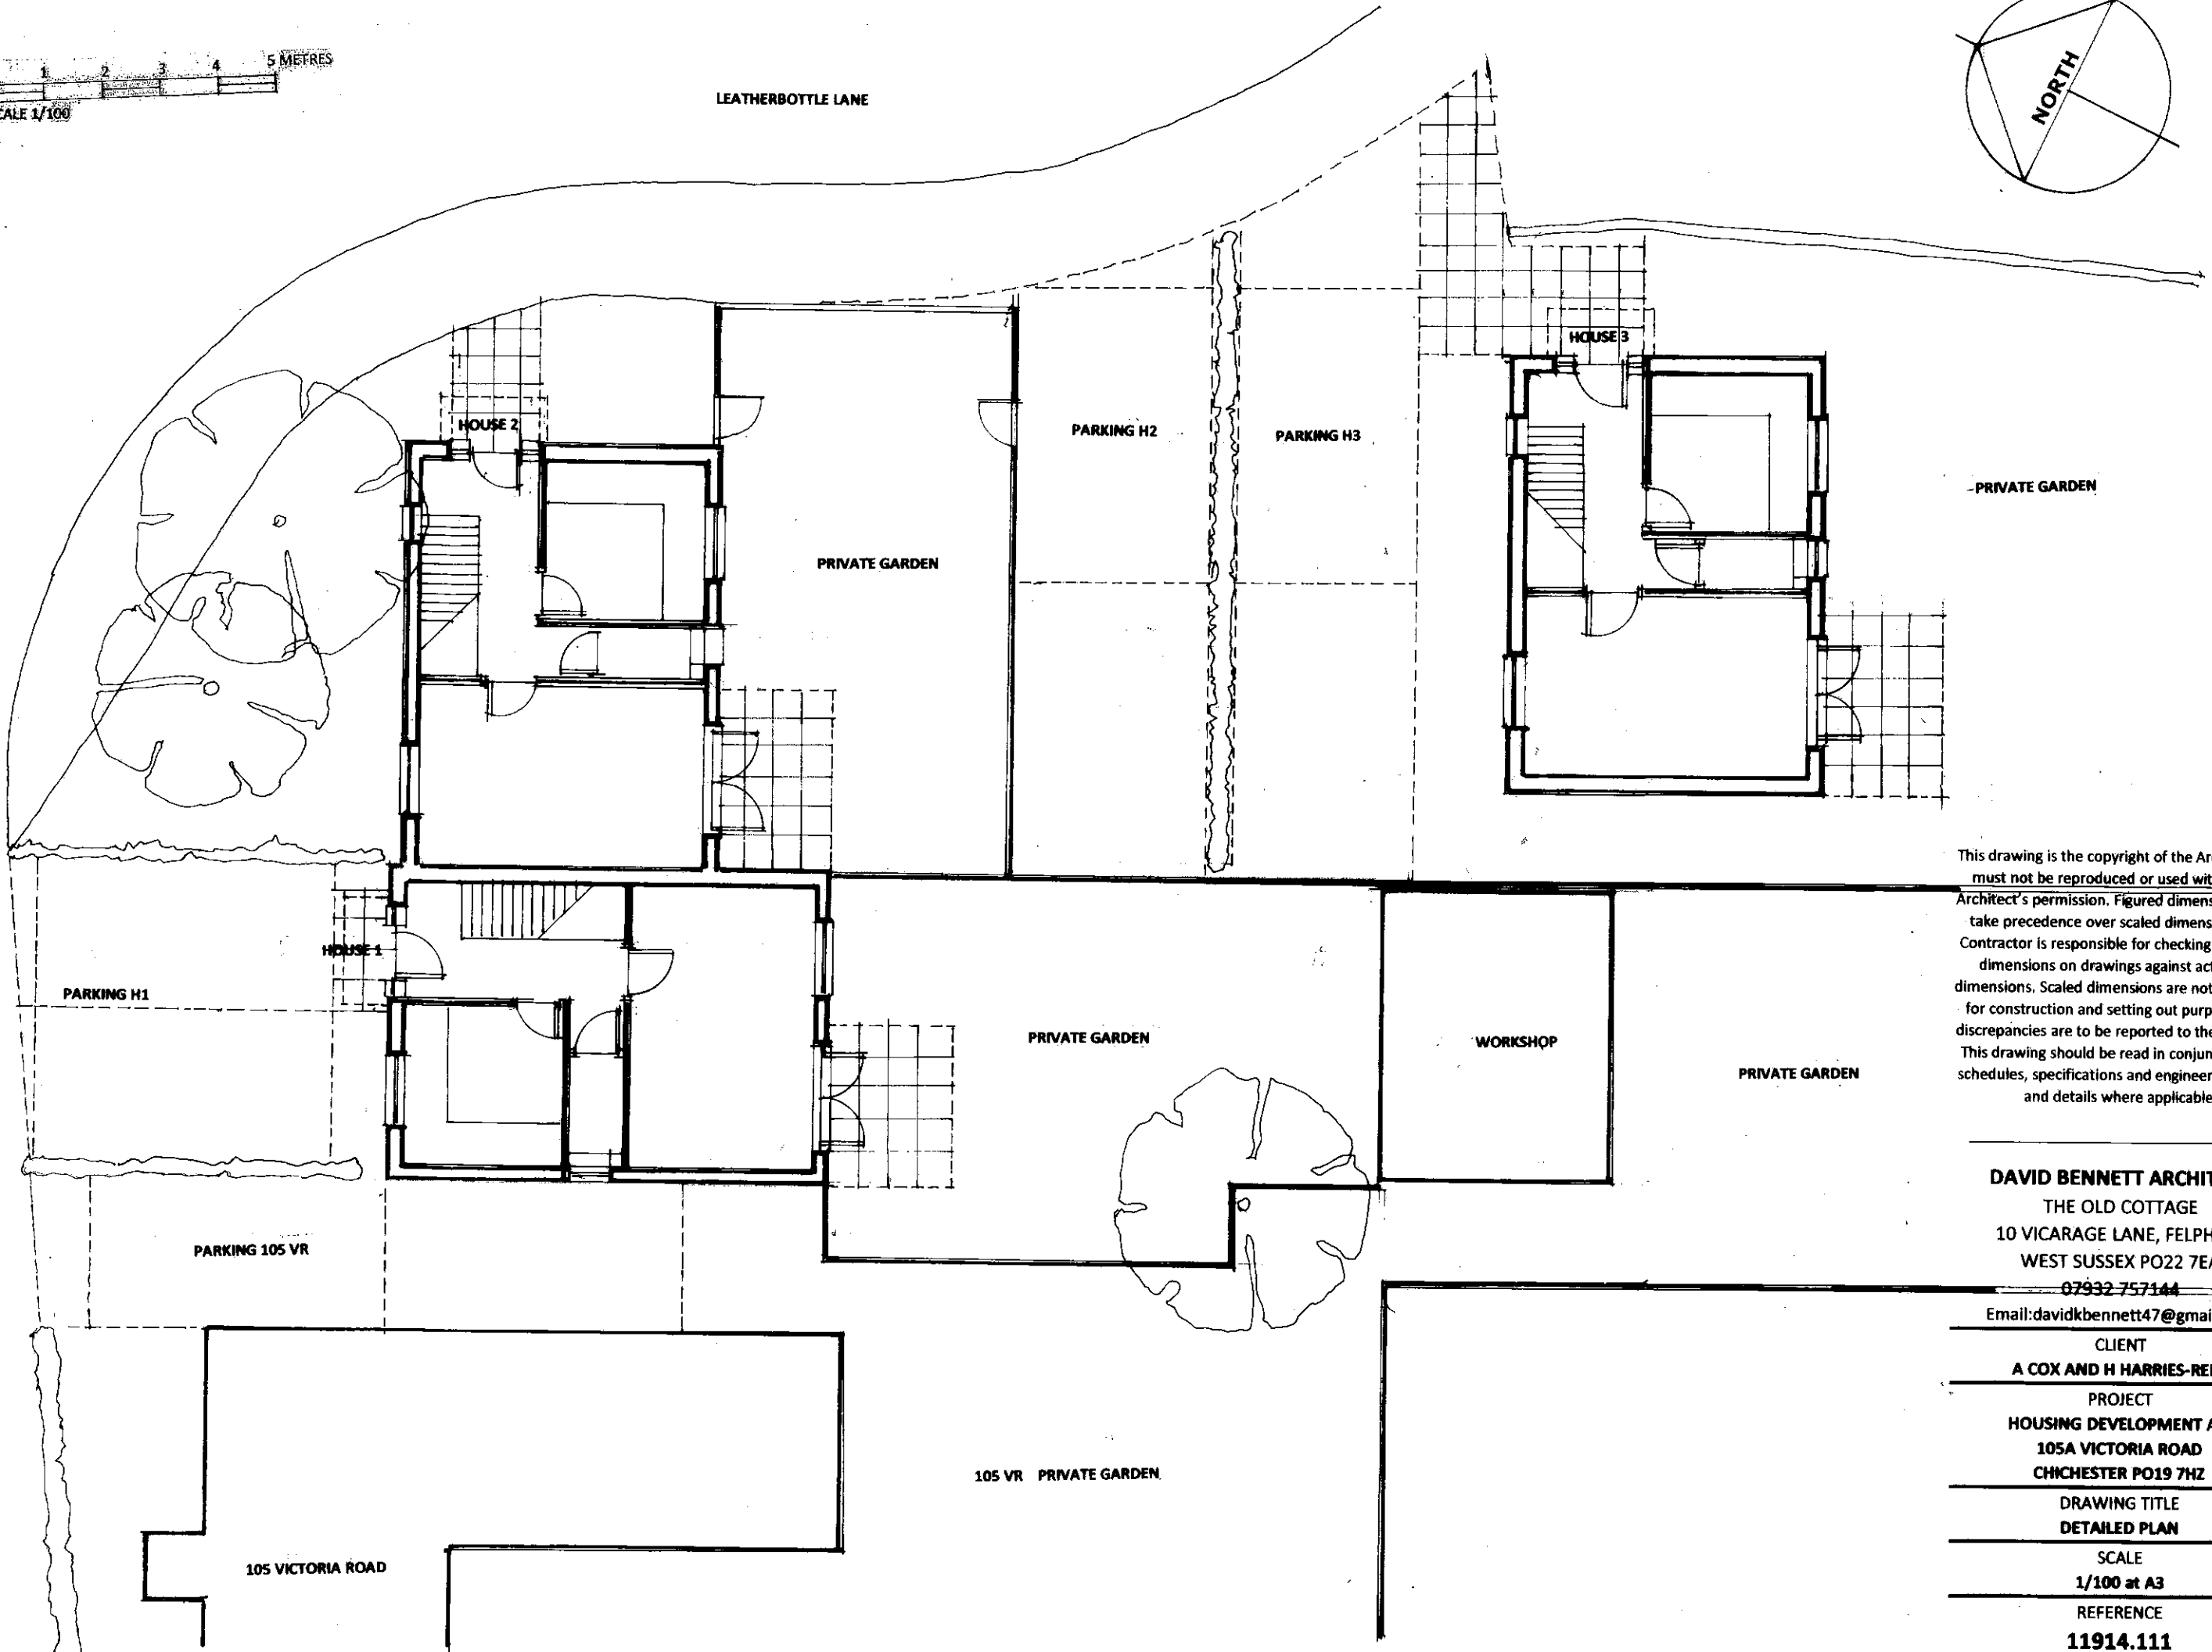 1 2 3 4 5 METRES
CALE 1/100
LEATHERBOTTLE LANE
NORTH
HOUSE 2
HOUSE 3
PARKING H2
PARKING H3
PRIVATE GARDEN
PRIVATE GARDEN
HOUSE 1
PARKING H1
PRIVATE GARDEN
WORKSHOP
PRIVATE GARDEN
PARKING 105 VR
105 VR PRIVATE GARDEN
105 VICTORIA ROAD
This drawing is the copyright of the Ar
must not be reproduced or used wit
Architect's permission. Figured dimens
take precedence over scaled dimens
Contractor is responsible for checking
dimensions on drawings against act
dimensions. Scaled dimensions are not
for construction and setting out purp
discrepancies are to be reported to the
This drawing should be read in conjun
schedules, specifications and engineer
and details where applicable
DAVID BENNETT ARCHIT
THE OLD COTTAGE
10 VICARAGE LANE, FELPH
WEST SUSSEX PO22 7EA
07932 757144
Email:davidkbennett47@gmai
CLIENT
A COX AND H HARRIES-REE
PROJECT
HOUSING DEVELOPMENT A
105A VICTORIA ROAD
CHICHESTER PO19 7HZ
DRAWING TITLE
DETAILED PLAN
SCALE
1/100 at A3
REFERENCE
11914.111